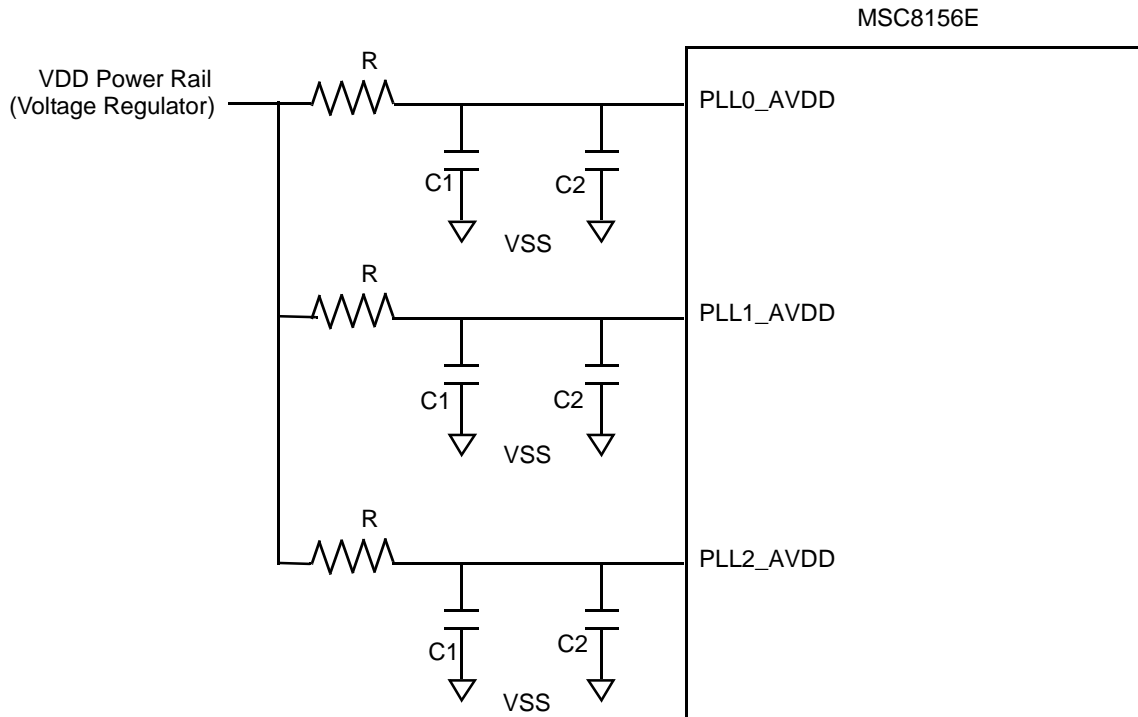 MSC8156E
VDD Power Rail
(Voltage Regulator)
R
PLL0_AVDD
C1
C2
VSS
R
PLL1_AVDD
C1
C2
VSS
R
PLL2_AVDD
C1
C2
VSS